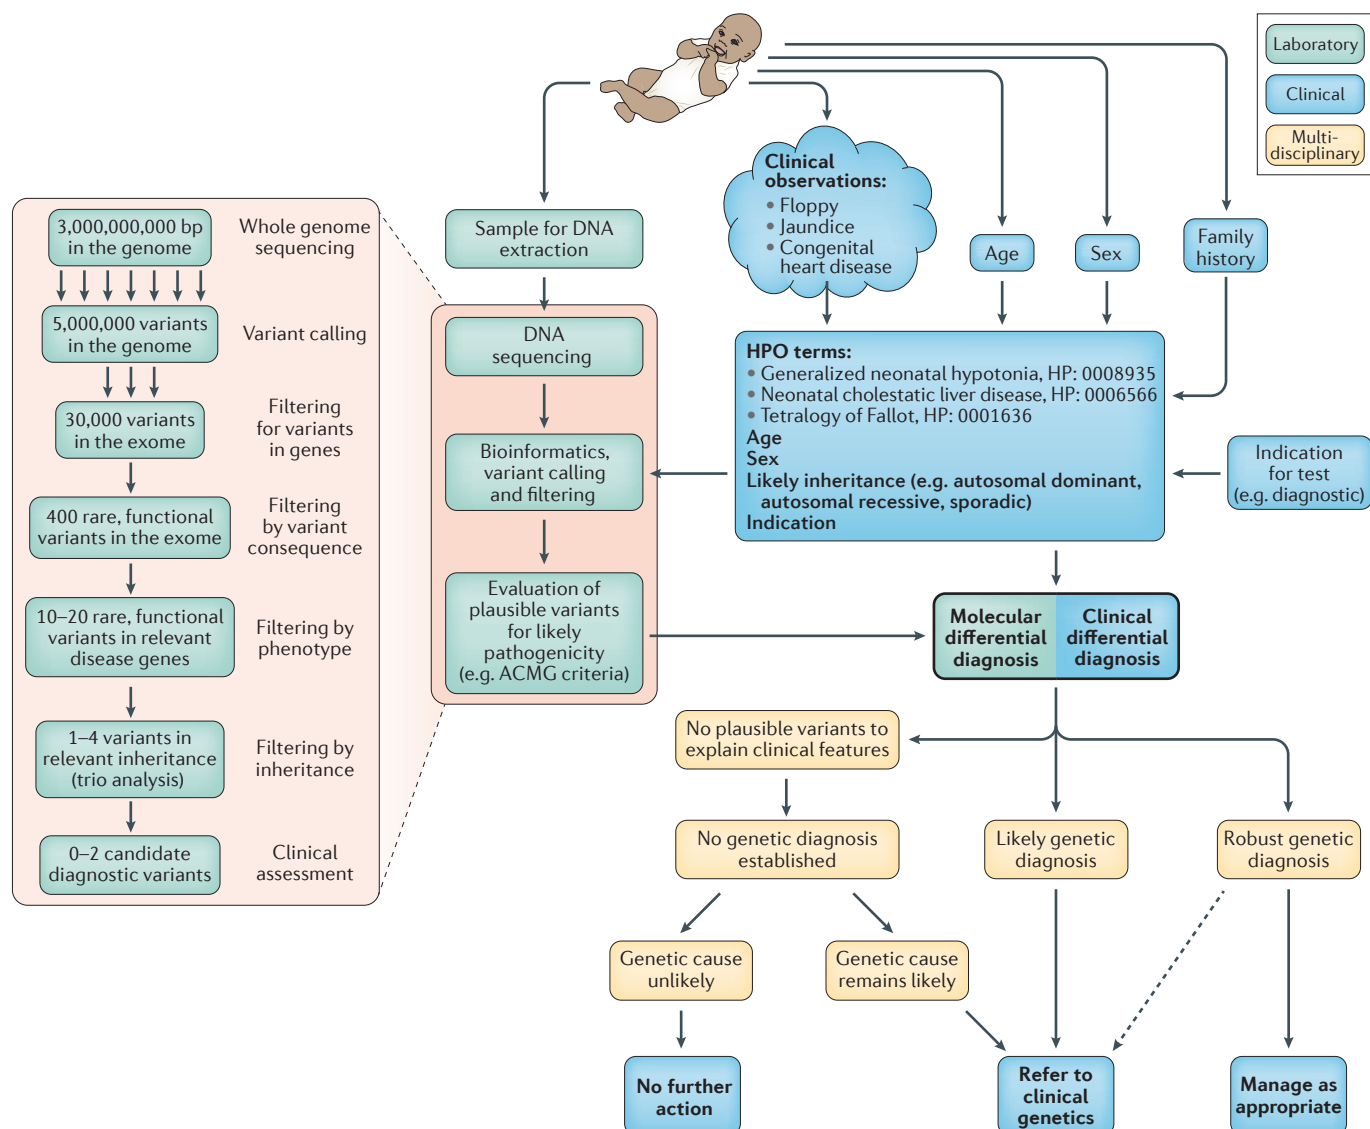 Laboratory
Clinical
Multi-
disciplinary
3,000,000,000 bp
in the genome
Whole genome
sequencing
5,000,000 variants
in the genome
Variant calling
30,000 variants
in the exome
Filtering
for variants
in genes
400 rare, functional
variants in the exome
Filtering
by variant
consequence
10–20 rare, functional
variants in relevant
disease genes
Filtering by
phenotype
1–4 variants in
relevant inheritance
(trio analysis)
Filtering by
inheritance
0–2 candidate
diagnostic variants
Clinical
assessment
Sample for DNA
extraction
DNA
sequencing
Bioinformatics,
variant calling
and filtering
Evaluation of
plausible variants
for likely
pathogenicity
(e.g. ACMG criteria)
Clinical
observations:
• Floppy
• Jaundice
• Congenital
heart disease
Age
Sex
Family
history
HPO terms:
• Generalized neonatal hypotonia, HP: 0008935
• Neonatal cholestatic liver disease, HP: 0006566
• Tetralogy of Fallot, HP: 0001636
Age
Sex
Likely inheritance (e.g. autosomal dominant,
autosomal recessive, sporadic)
Indication
Indication
for test
(e.g. diagnostic)
Molecular
differential
diagnosis
Clinical
differential
diagnosis
No plausible variants to
explain clinical features
No genetic diagnosis
established
Likely genetic
diagnosis
Robust genetic
diagnosis
Genetic cause
unlikely
Genetic cause
remains likely
No further
action
Refer to
clinical
genetics
Manage as
appropriate